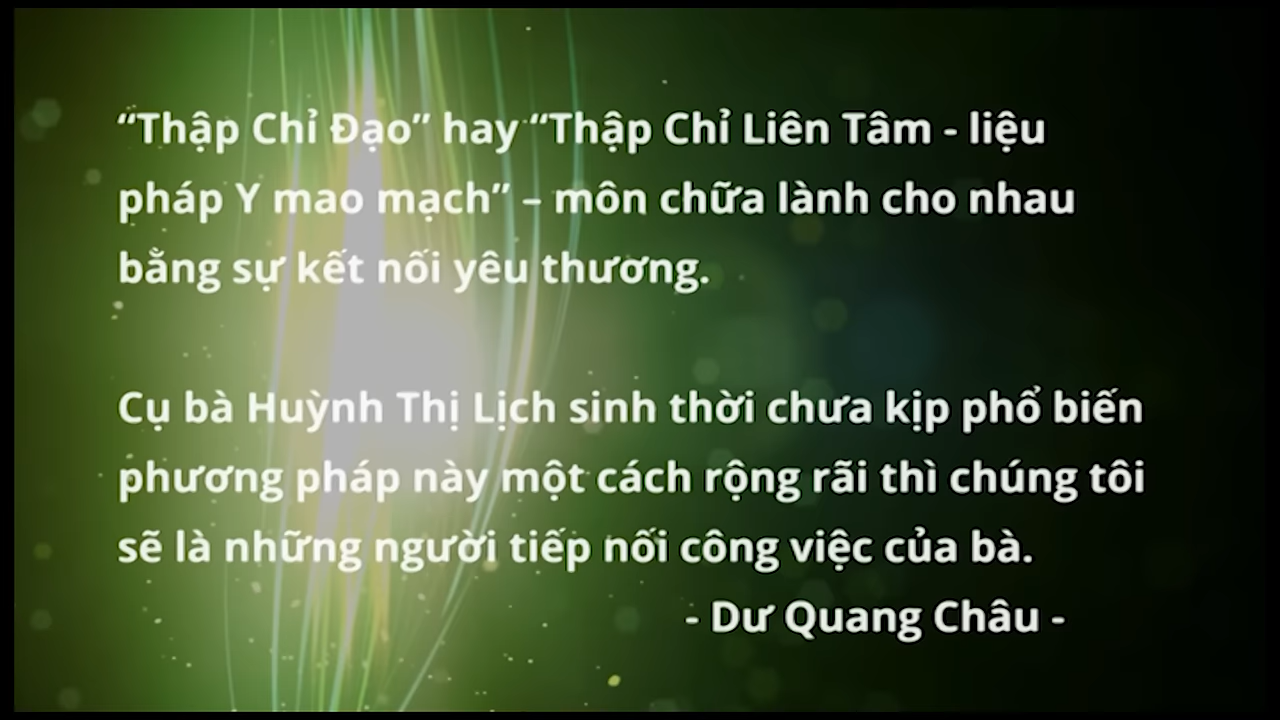 “Thập Chỉ Đạo” hay “Thập Chỉ Liên Tâm - liệu
pháp Y mao mạch” – môn chữa lành cho nhau
bằng sự kết nối yêu thương.
Cụ bà Huỳnh Thị Lịch sinh thời chưa kịp phổ biến
phương pháp này một cách rộng rãi thì chúng tôi
sẽ là những người tiếp nối công việc của bà.
- Dư Quang Châu -